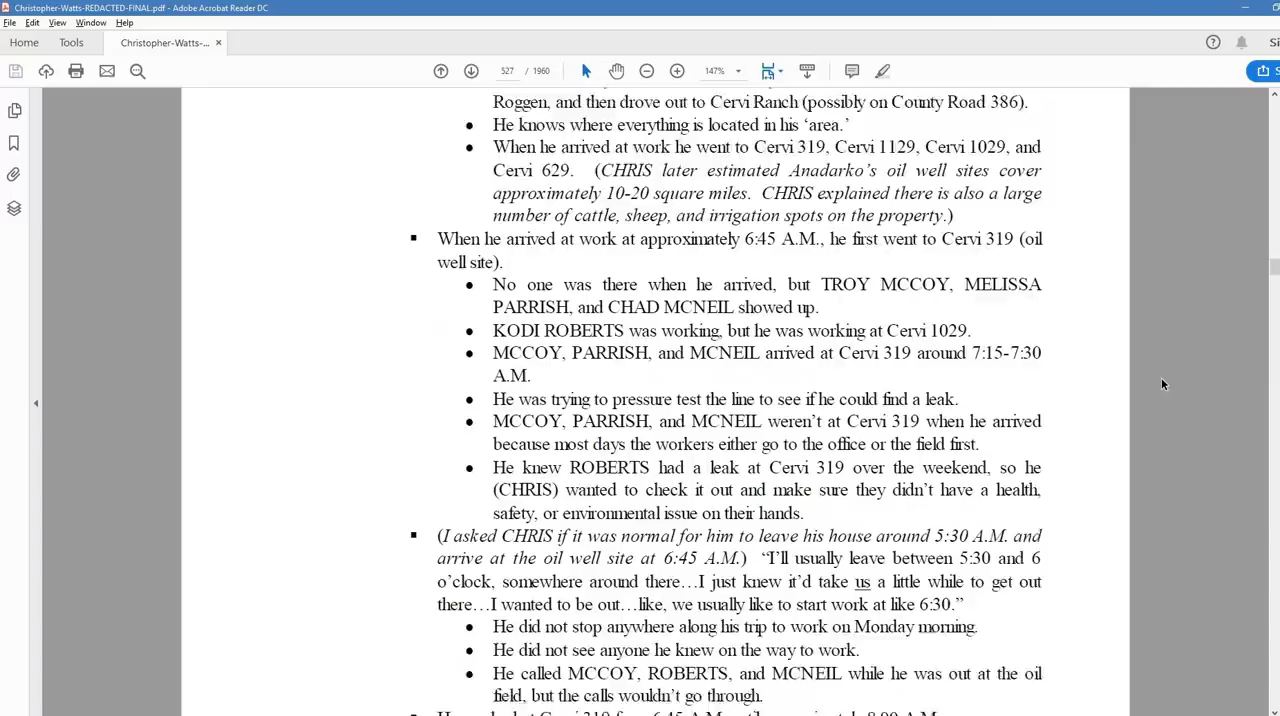 Christopher-Watts-REDACTED-FINAL.pdf - Adobe Acrobat Reader DC
File Edit View Window Help
Home Tools Christopher-Watts-... ×
527 / 1960 147%
Roggen, and then drove out to Cervi Ranch (possibly on County Road 386).
• He knows where everything is located in his ‘area.’
• When he arrived at work he went to Cervi 319, Cervi 1129, Cervi 1029, and
Cervi 629. (CHRIS later estimated Anadarko’s oil well sites cover
approximately 10-20 square miles. CHRIS explained there is also a large
number of cattle, sheep, and irrigation spots on the property.)
▪ When he arrived at work at approximately 6:45 A.M., he first went to Cervi 319 (oil
well site).
• No one was there when he arrived, but TROY MCCOY, MELISSA
PARRISH, and CHAD MCNEIL showed up.
• KODI ROBERTS was working, but he was working at Cervi 1029.
• MCCOY, PARRISH, and MCNEIL arrived at Cervi 319 around 7:15-7:30
A.M.
• He was trying to pressure test the line to see if he could find a leak.
• MCCOY, PARRISH, and MCNEIL weren’t at Cervi 319 when he arrived
because most days the workers either go to the office or the field first.
• He knew ROBERTS had a leak at Cervi 319 over the weekend, so he
(CHRIS) wanted to check it out and make sure they didn’t have a health,
safety, or environmental issue on their hands.
▪ (I asked CHRIS if it was normal for him to leave his house around 5:30 A.M. and
arrive at the oil well site at 6:45 A.M.) “I’ll usually leave between 5:30 and 6
o’clock, somewhere around there…I just knew it’d take us a little while to get out
there…I wanted to be out…like, we usually like to start work at like 6:30.”
• He did not stop anywhere along his trip to work on Monday morning.
• He did not see anyone he knew on the way to work.
• He called MCCOY, ROBERTS, and MCNEIL while he was out at the oil
field, but the calls wouldn’t go through.